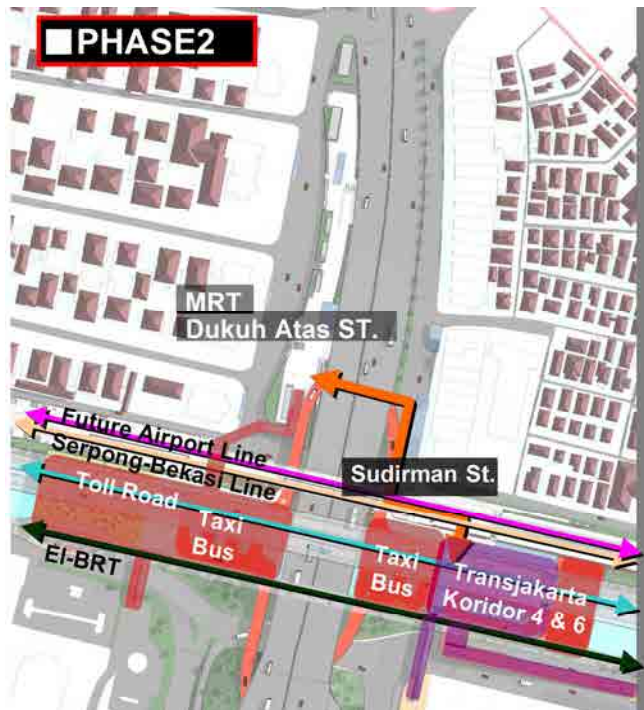 ■PHASE2
MRT
Dukuh Atas ST.
Future Airport Line
Serpong-Bekasi Line
Sudirman St.
Toll Road
Taxi
Bus
Taxi
Bus
Transjakarta
Koridor 4 & 6
EI-BRT